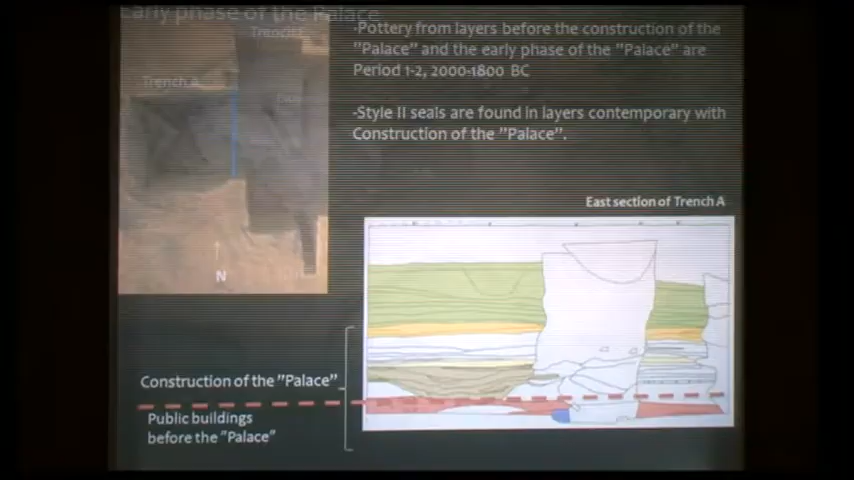 Early phase of the Palace
Trench E
Trench A
-Pottery from layers before the construction of the
"Palace" and the early phase of the "Palace" are
Period 1-2, 2000-1800 BC
-Style II seals are found in layers contemporary with
Construction of the "Palace".
East section of Trench A
N
Construction of the "Palace"
Public buildings
before the "Palace"